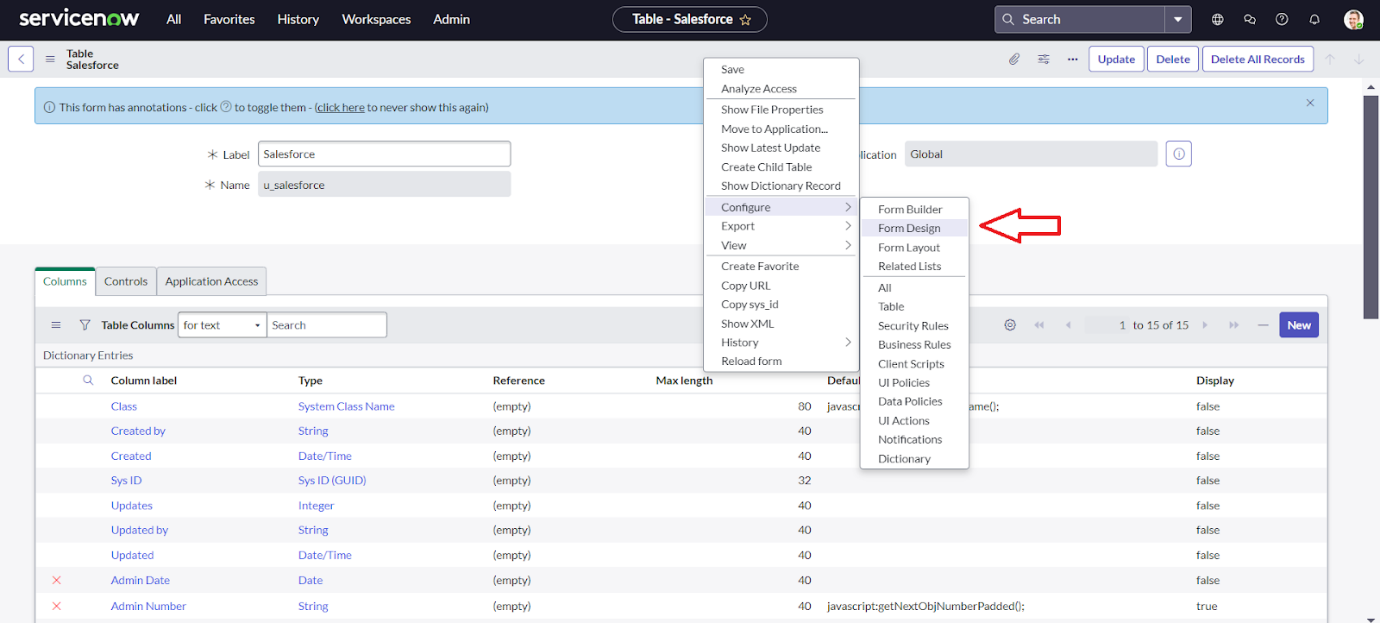 servicenow All Favorites History Workspaces Admin Table - Salesforce Search
Table
Salesforce
Update Delete Delete All Records
This form has annotations - click to toggle them - (click here to never show this again)
Label Salesforce
Name u_salesforce
Global
Save
Analyze Access
Show File Properties
Move to Application...
Show Latest Update
Create Child Table
Show Dictionary Record
Configure
Export
View
Create Favorite
Copy URL
Copy sys_id
Show XML
History
Reload form
Form Builder
Form Design
Form Layout
Related Lists
All
Table
Security Rules
Business Rules
Client Scripts
UI Policies
Data Policies
UI Actions
Notifications
Dictionary
Columns Controls Application Access
Table Columns for text Search 1 to 15 of 15 New
Dictionary Entries
Column label Type Reference Max length Defau Display
Class System Class Name (empty) 80 javasc ame(); false
Created by String (empty) 40 false
Created Date/Time (empty) 40 false
Sys ID Sys ID (GUID) (empty) 32 false
Updates Integer (empty) 40 false
Updated by String (empty) 40 false
Updated Date/Time (empty) 40 false
Admin Date Date (empty) 40 false
Admin Number String (empty) 40 javascript:getNextObjNumberPadded(); true